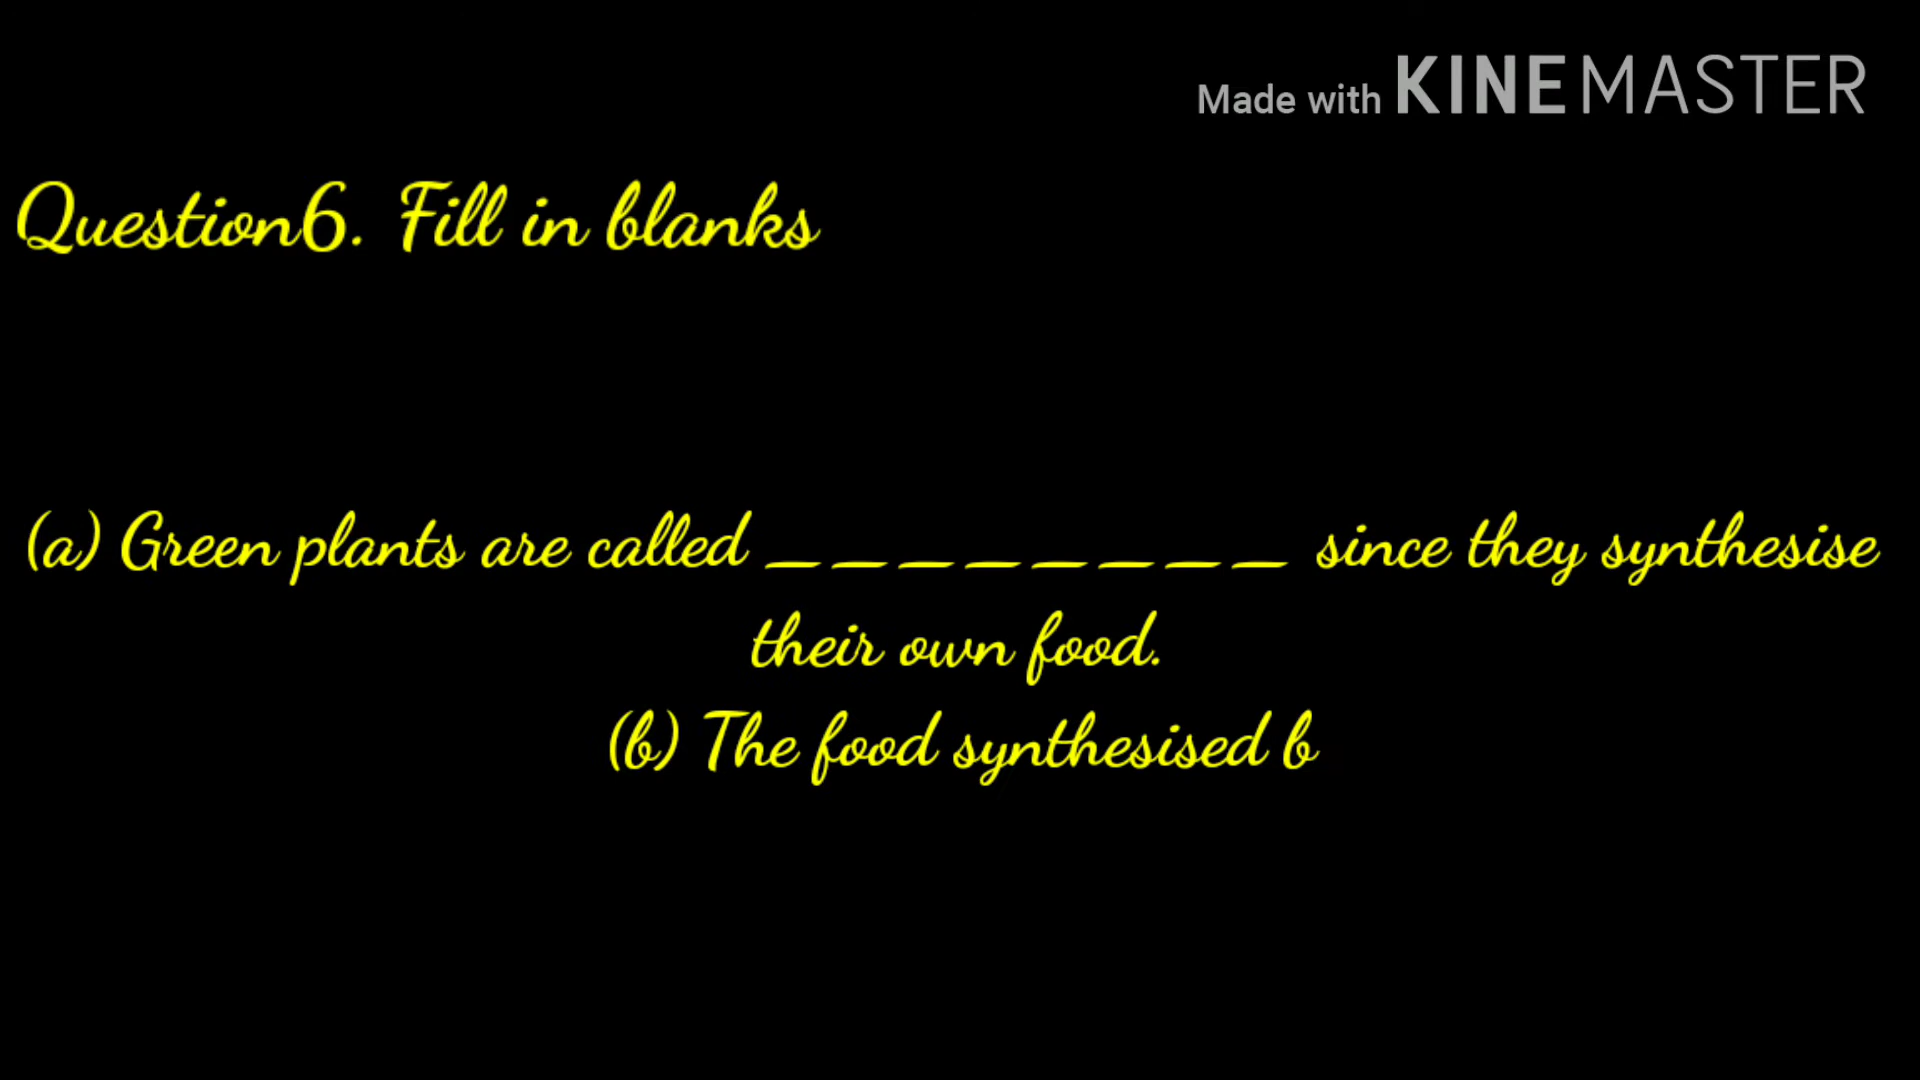 Made with KINEMASTER
Question6. Fill in blanks
(a) Green plants are called ________ since they synthesise
their own food.
(b) The food synthesised b